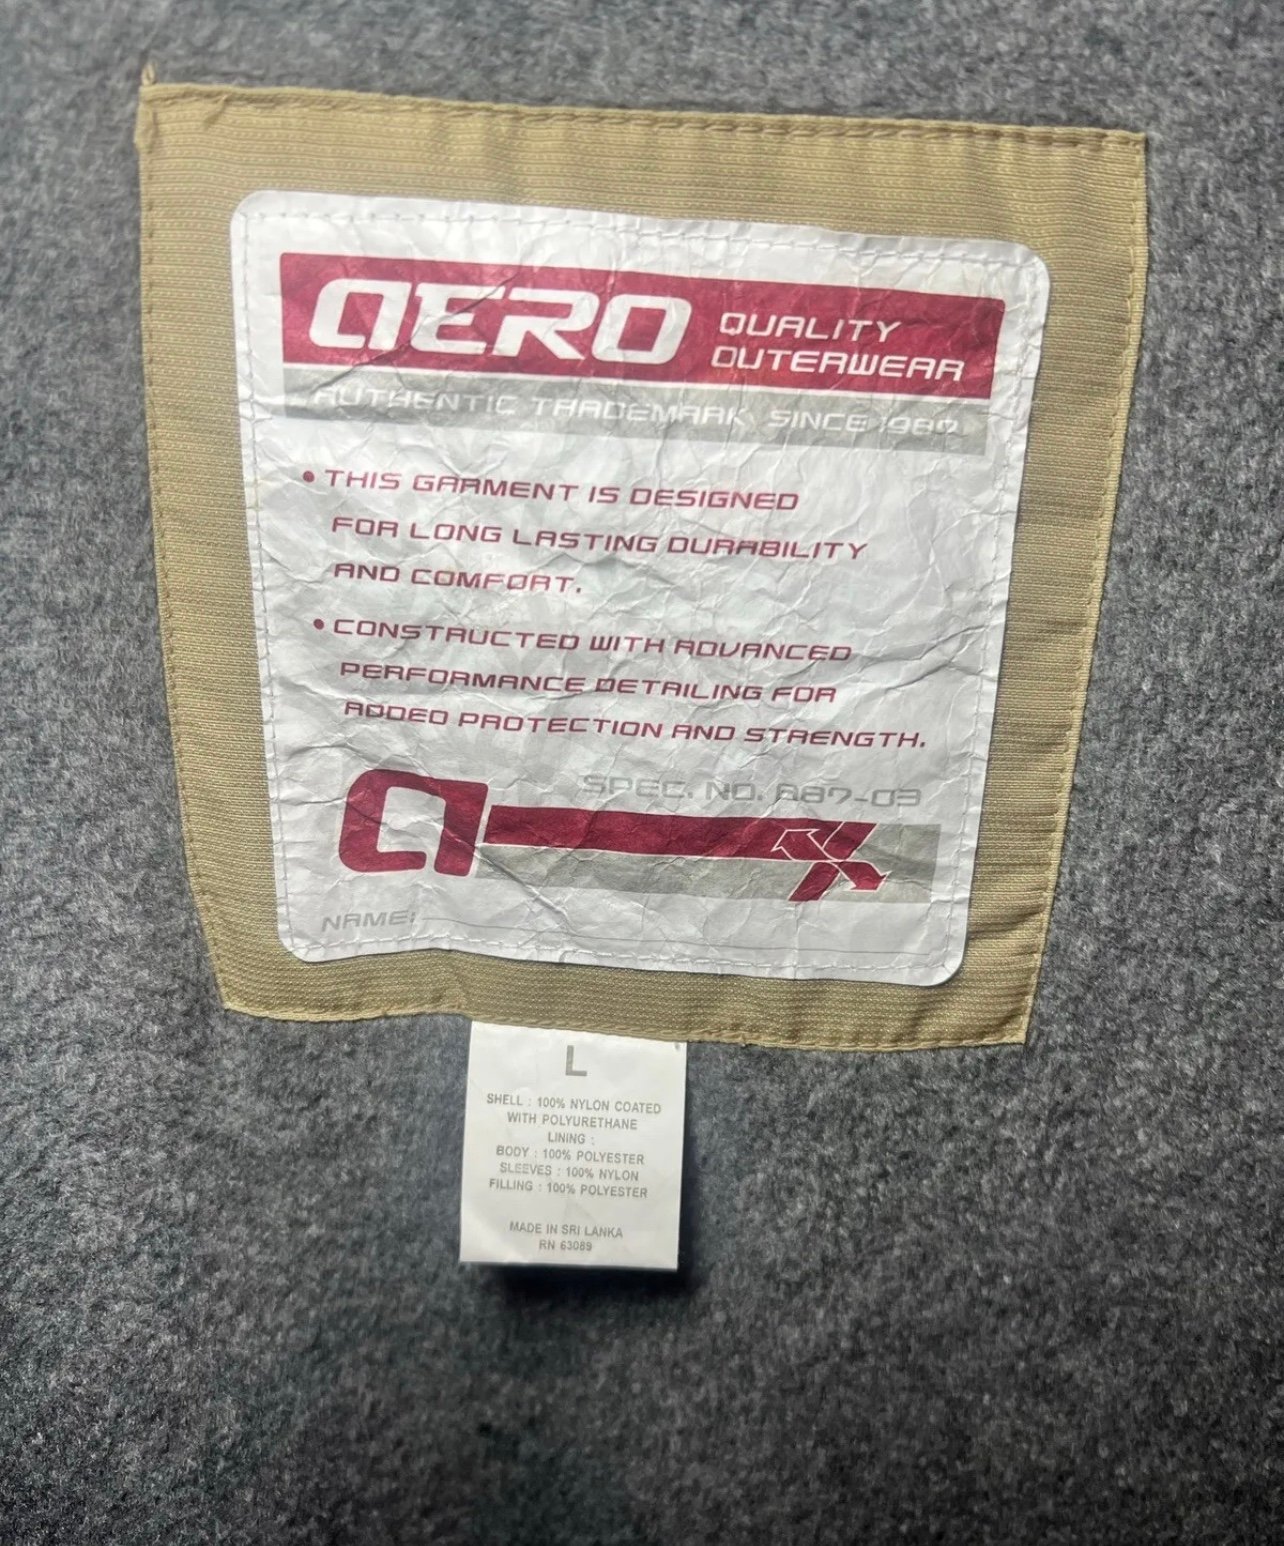 AERO QUALITY OUTERWEAR
AUTHENTIC TRADEMARK SINCE 1987
• THIS GARMENT IS DESIGNED
FOR LONG LASTING DURABILITY
AND COMFORT.
• CONSTRUCTED WITH ADVANCED
PERFORMANCE DETAILING FOR
ADDED PROTECTION AND STRENGTH.
SPEC. NO. A87-03
a
NAME:
L
SHELL : 100% NYLON COATED
WITH POLYURETHANE
LINING :
BODY : 100% POLYESTER
SLEEVES : 100% NYLON
FILLING : 100% POLYESTER
MADE IN SRI LANKA
RN 63089